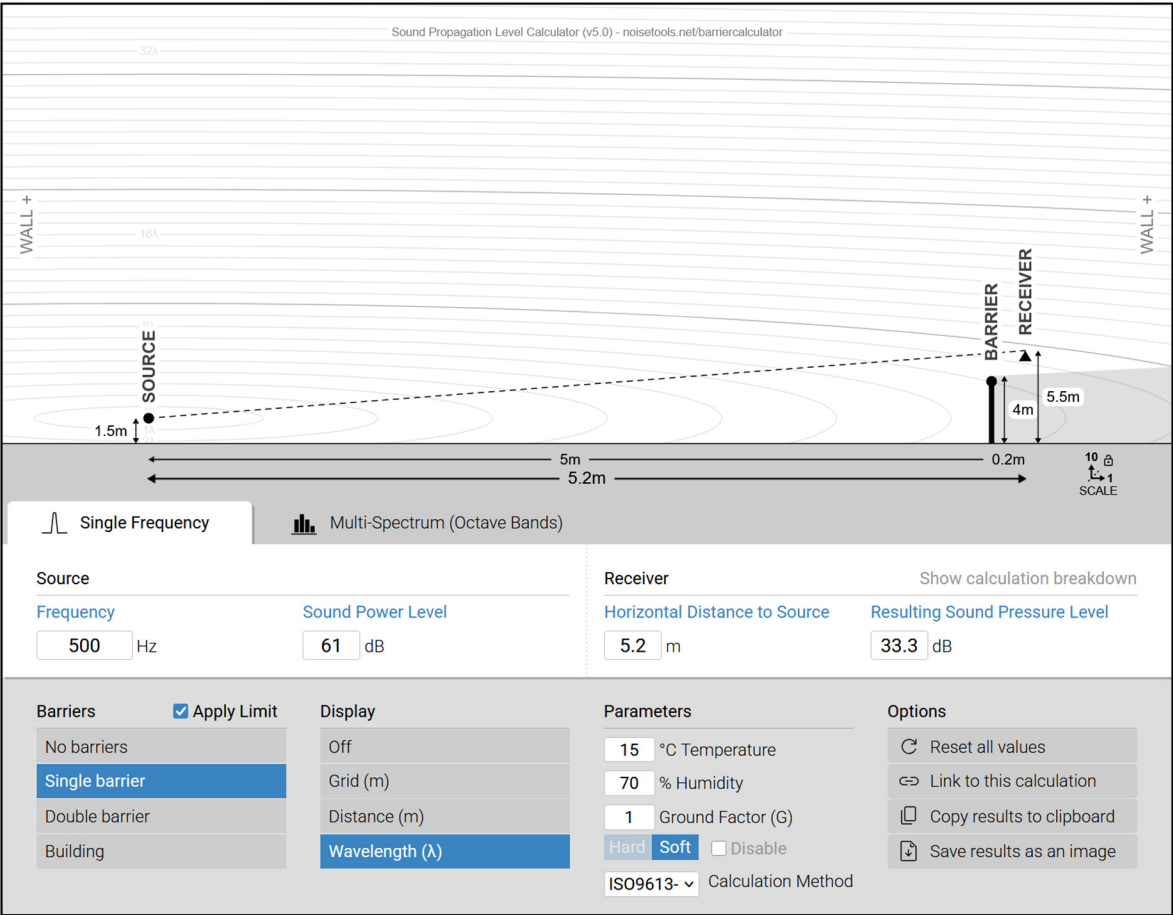 Sound Propagation Level Calculator (v5.0) - noisetools.net/barriercalculator
32λ
WALL +
WALL +
16λ
SOURCE
BARRIER
RECEIVER
1.5m
1λ
2λ
4m
5.5m
5m
0.2m
5.2m
10
1
SCALE
Single Frequency
Multi-Spectrum (Octave Bands)
Source
Receiver
Show calculation breakdown
Frequency
Sound Power Level
Horizontal Distance to Source
Resulting Sound Pressure Level
500 Hz
61 dB
5.2 m
33.3 dB
Barriers
Apply Limit
Display
Parameters
Options
No barriers
Off
15 °C Temperature
Reset all values
Single barrier
Grid (m)
70 % Humidity
Link to this calculation
Double barrier
Distance (m)
1 Ground Factor (G)
Copy results to clipboard
Building
Wavelength (λ)
Hard Soft Disable
Save results as an image
ISO9613- Calculation Method